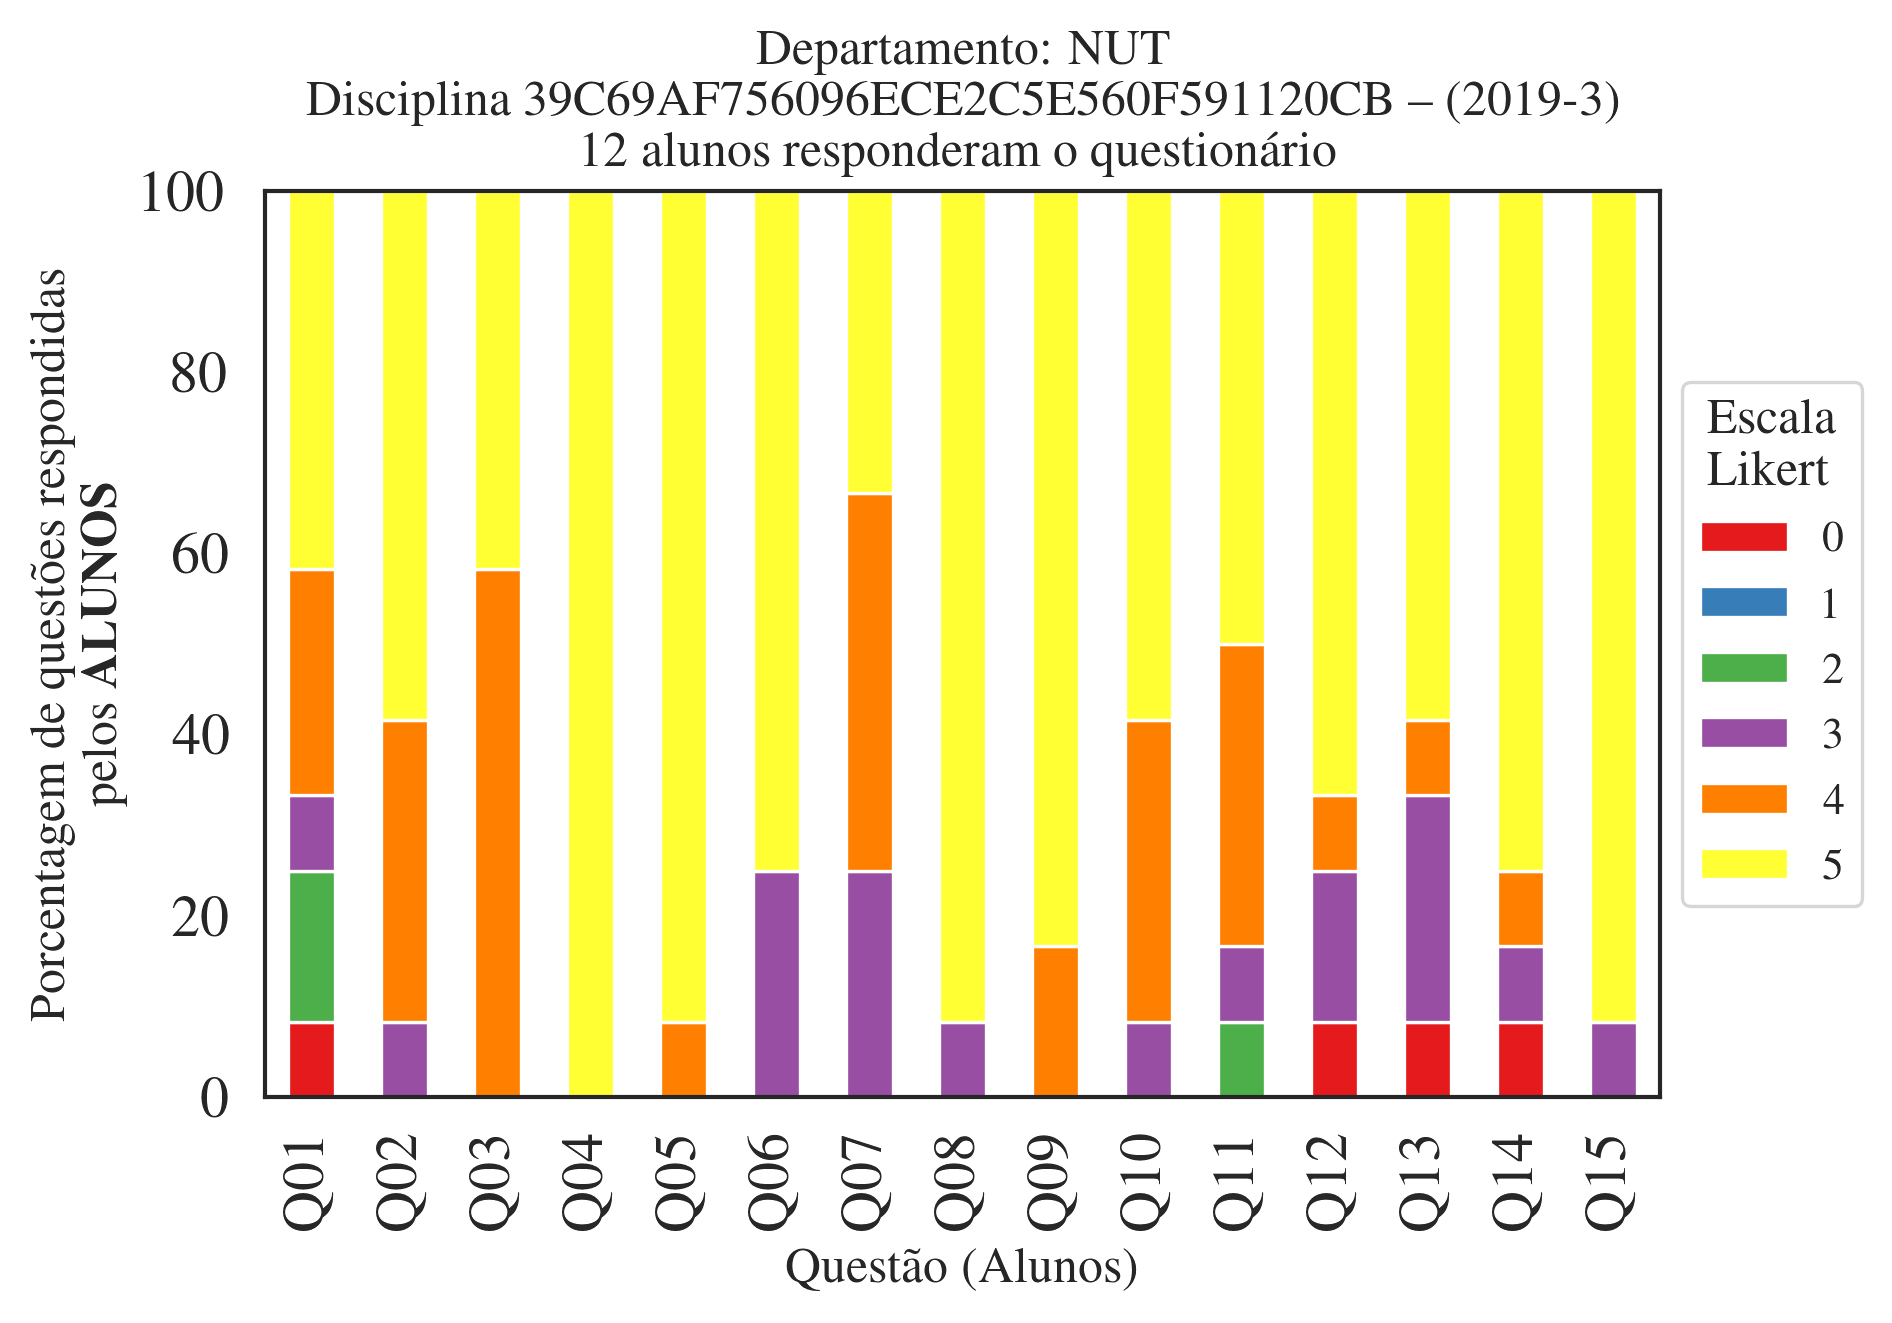 Departamento: NUT
Disciplina 39C69AF756096ECE2C5E560F591120CB – (2019-3)
12 alunos responderam o questionário
Porcentagem de questões respondidas
pelos ALUNOS
100
80
60
40
20
0
Q01
Q02
Q03
Q04
Q05
Q06
Q07
Q08
Q09
Q10
Q11
Q12
Q13
Q14
Q15
Questão (Alunos)
Escala
Likert
0
1
2
3
4
5